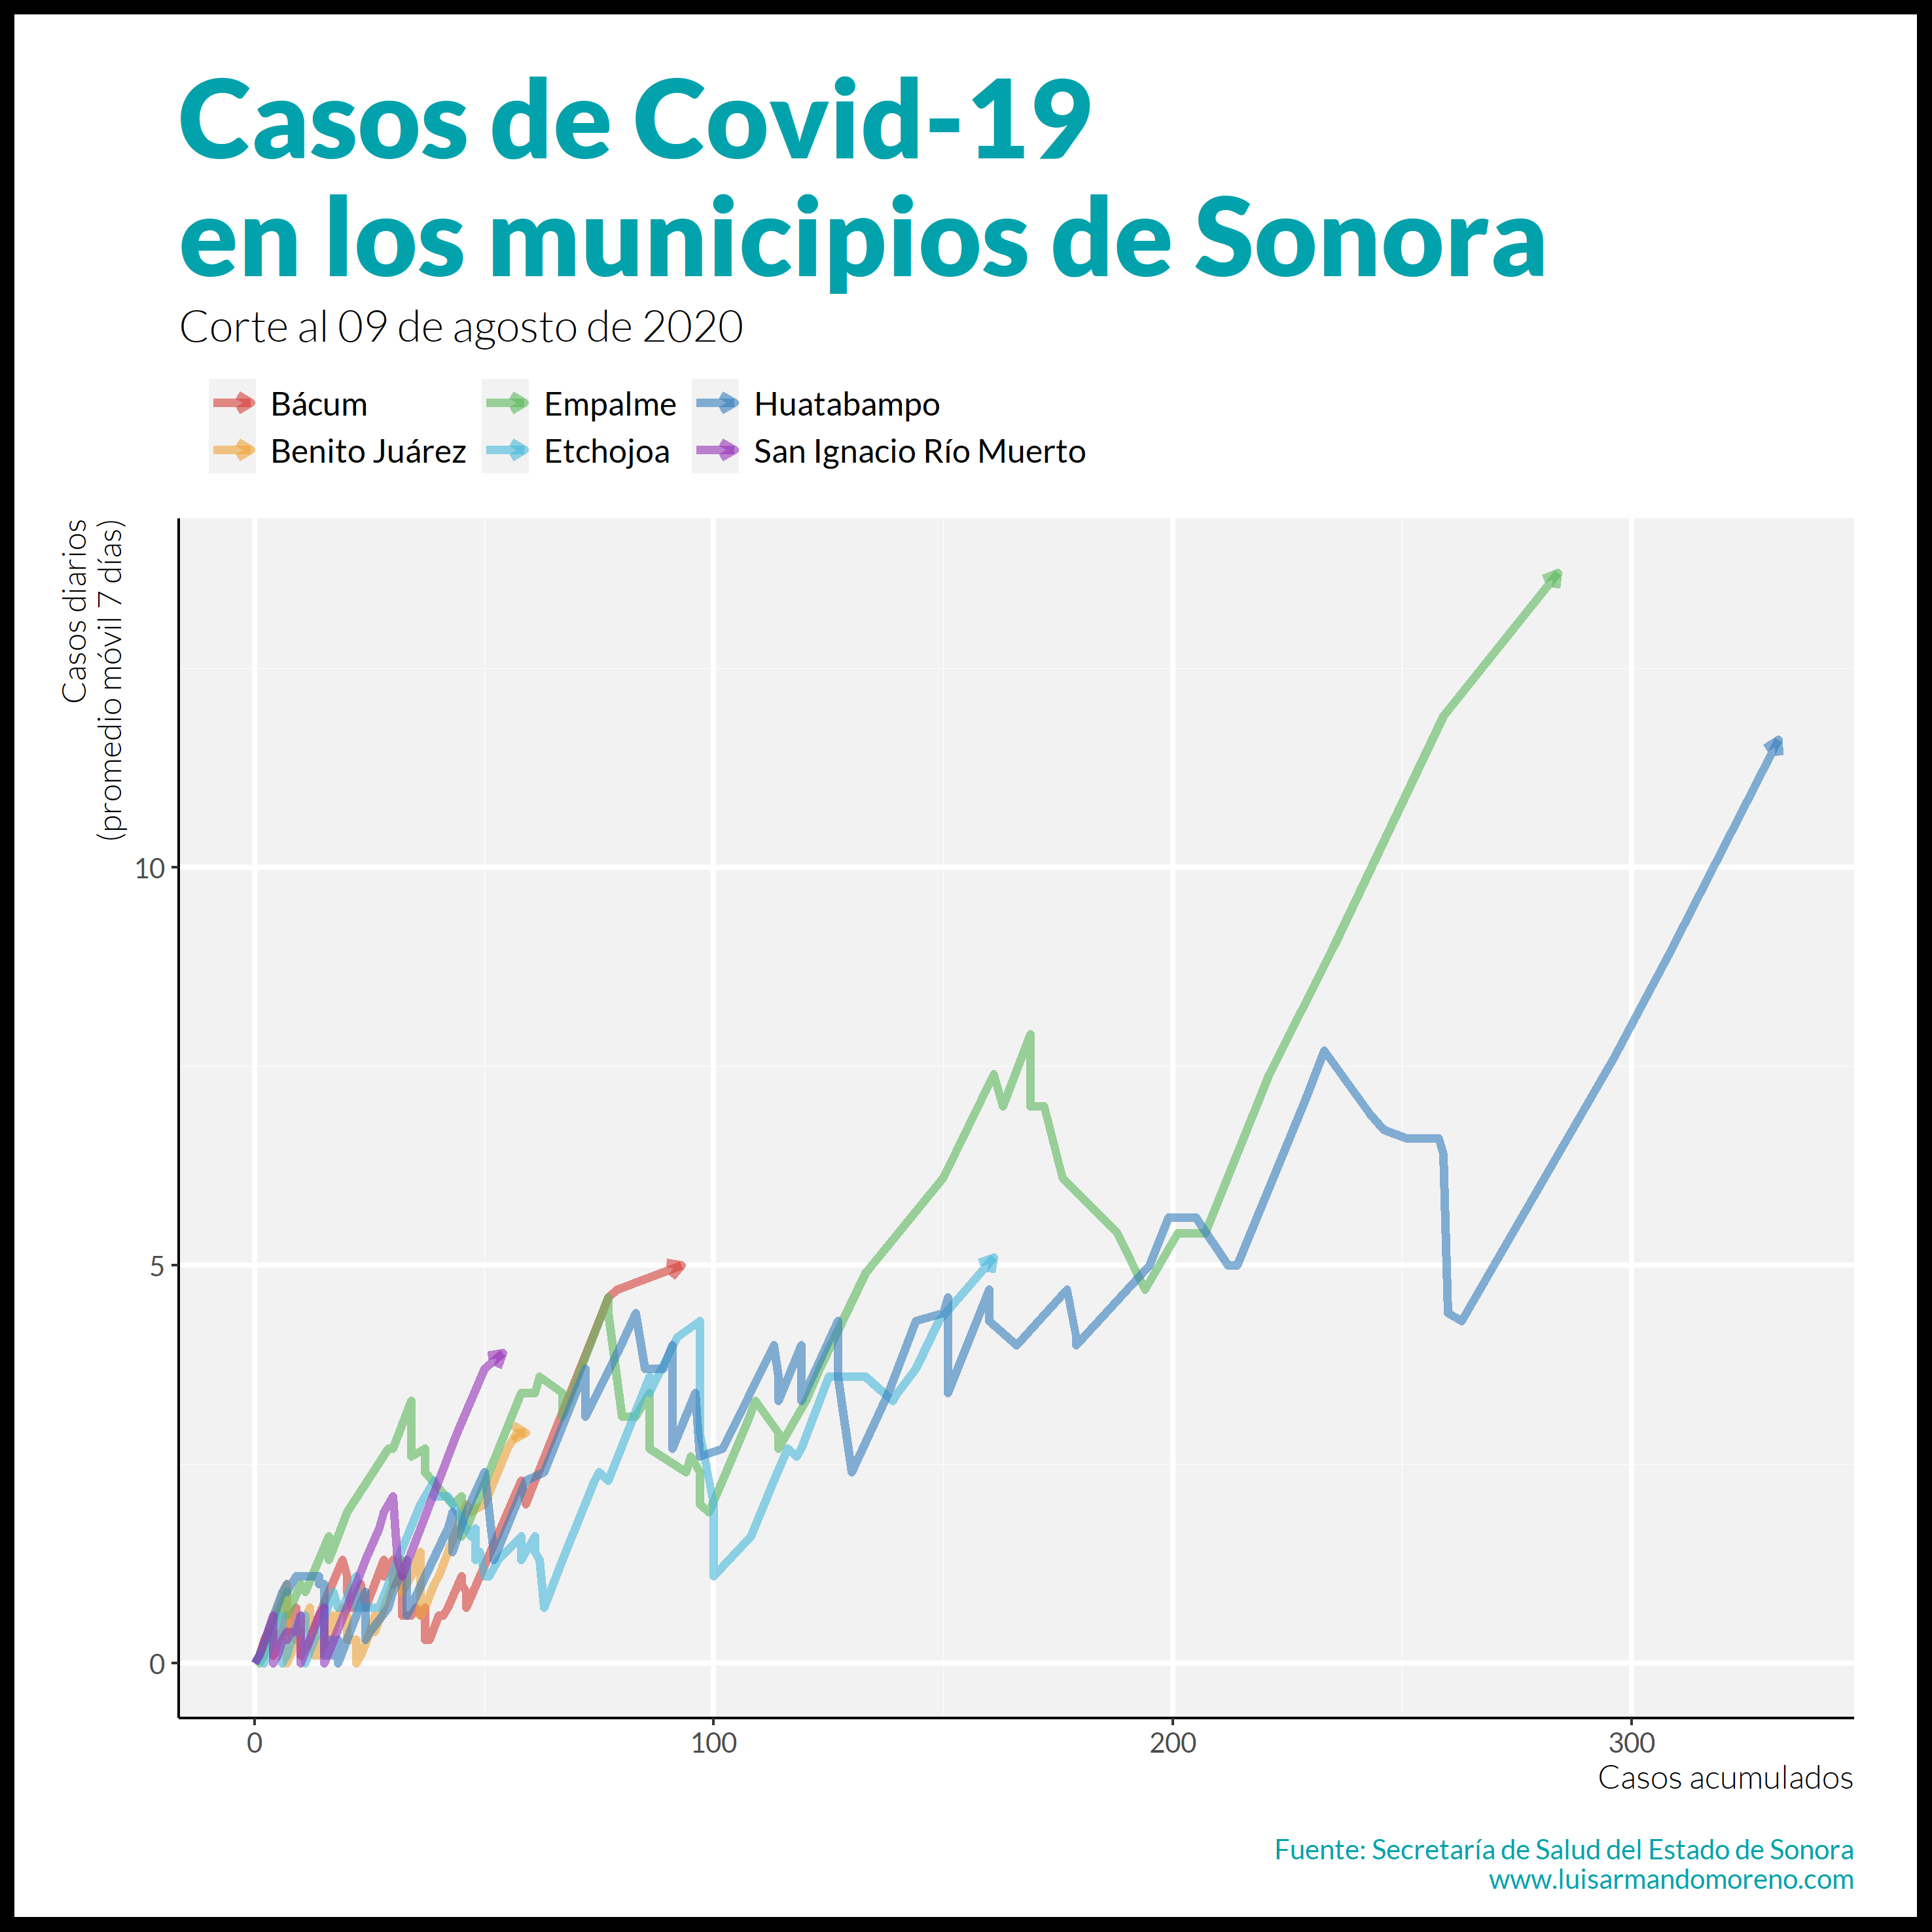 Casos de Covid-19
en los municipios de Sonora
Corte al 09 de agosto de 2020
Bácum
Empalme
Huatabampo
Benito Juárez
Etchojoa
San Ignacio Río Muerto
Casos diarios
(promedio móvil 7 días)
10
5
0
0
100
200
300
Casos acumulados
Fuente: Secretaría de Salud del Estado de Sonora
www.luisarmandomoreno.com